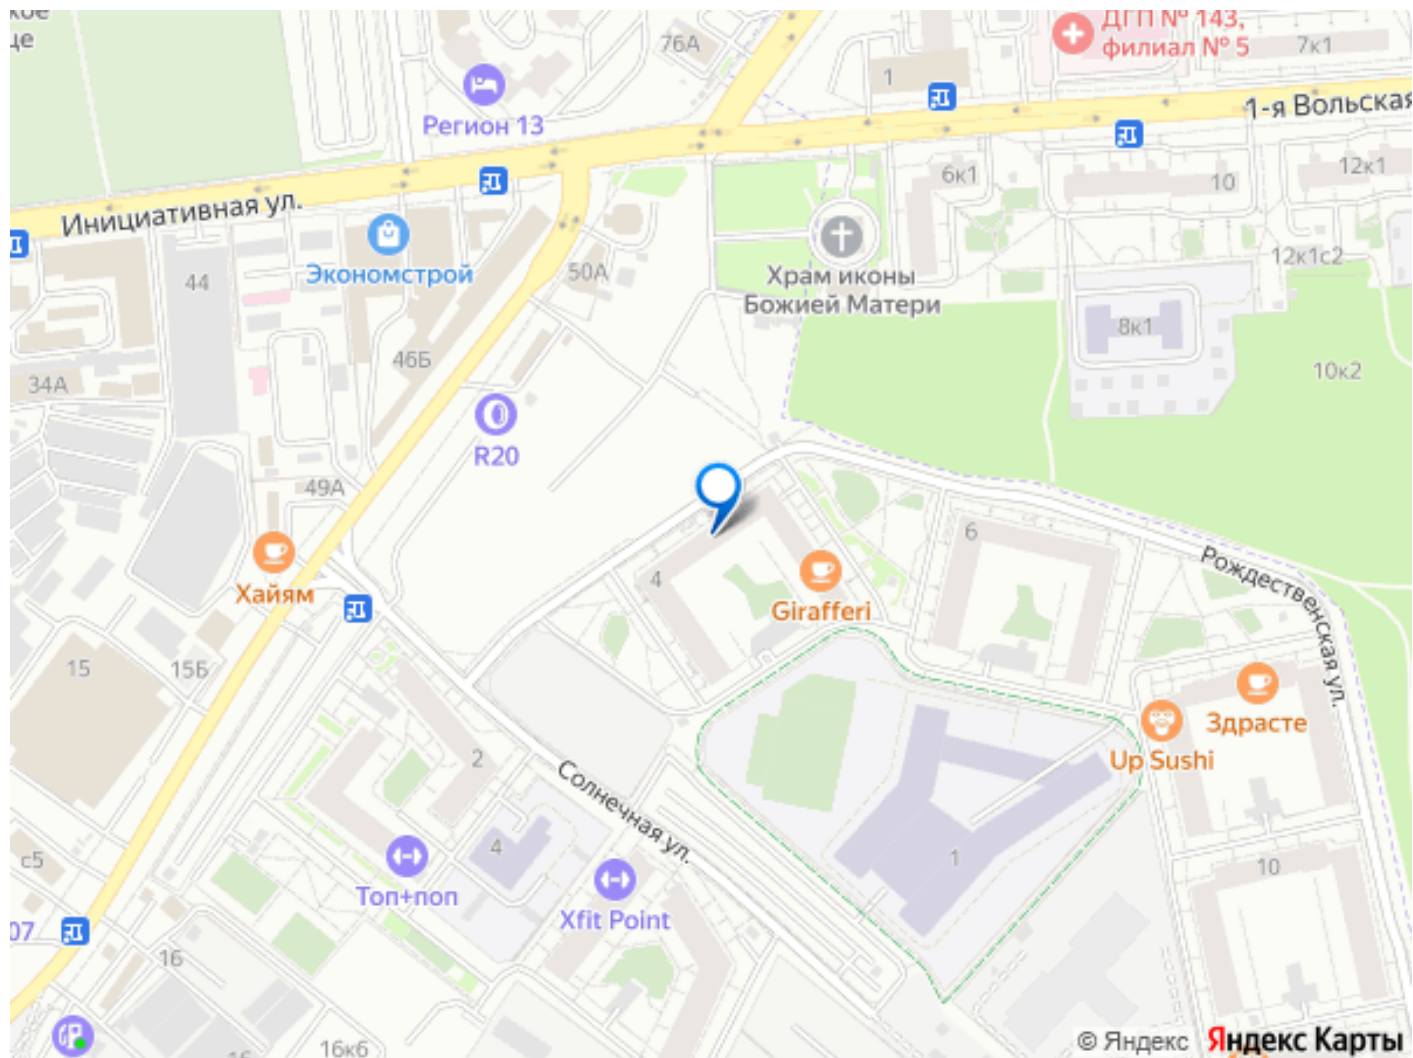 ДГП № 143,
филиал № 5
7к1
76А
1
Регион 13
1-я Вольская
12к1
6к1
10
Инициативная ул.
Экономстрой
44
50А
Храм иконы
Божией Матери
12к1с2
8к1
46Б
34А
10к2
R20
49А
Хайям
4
6
Girafferi
Рождественская ул.
15
15Б
Здрасте
Up Sushi
2
Солнечная ул.
4
1
10
с5
Топ+поп
Xfit Point
07
16
16к6
16
© Яндекс Яндекс Карты